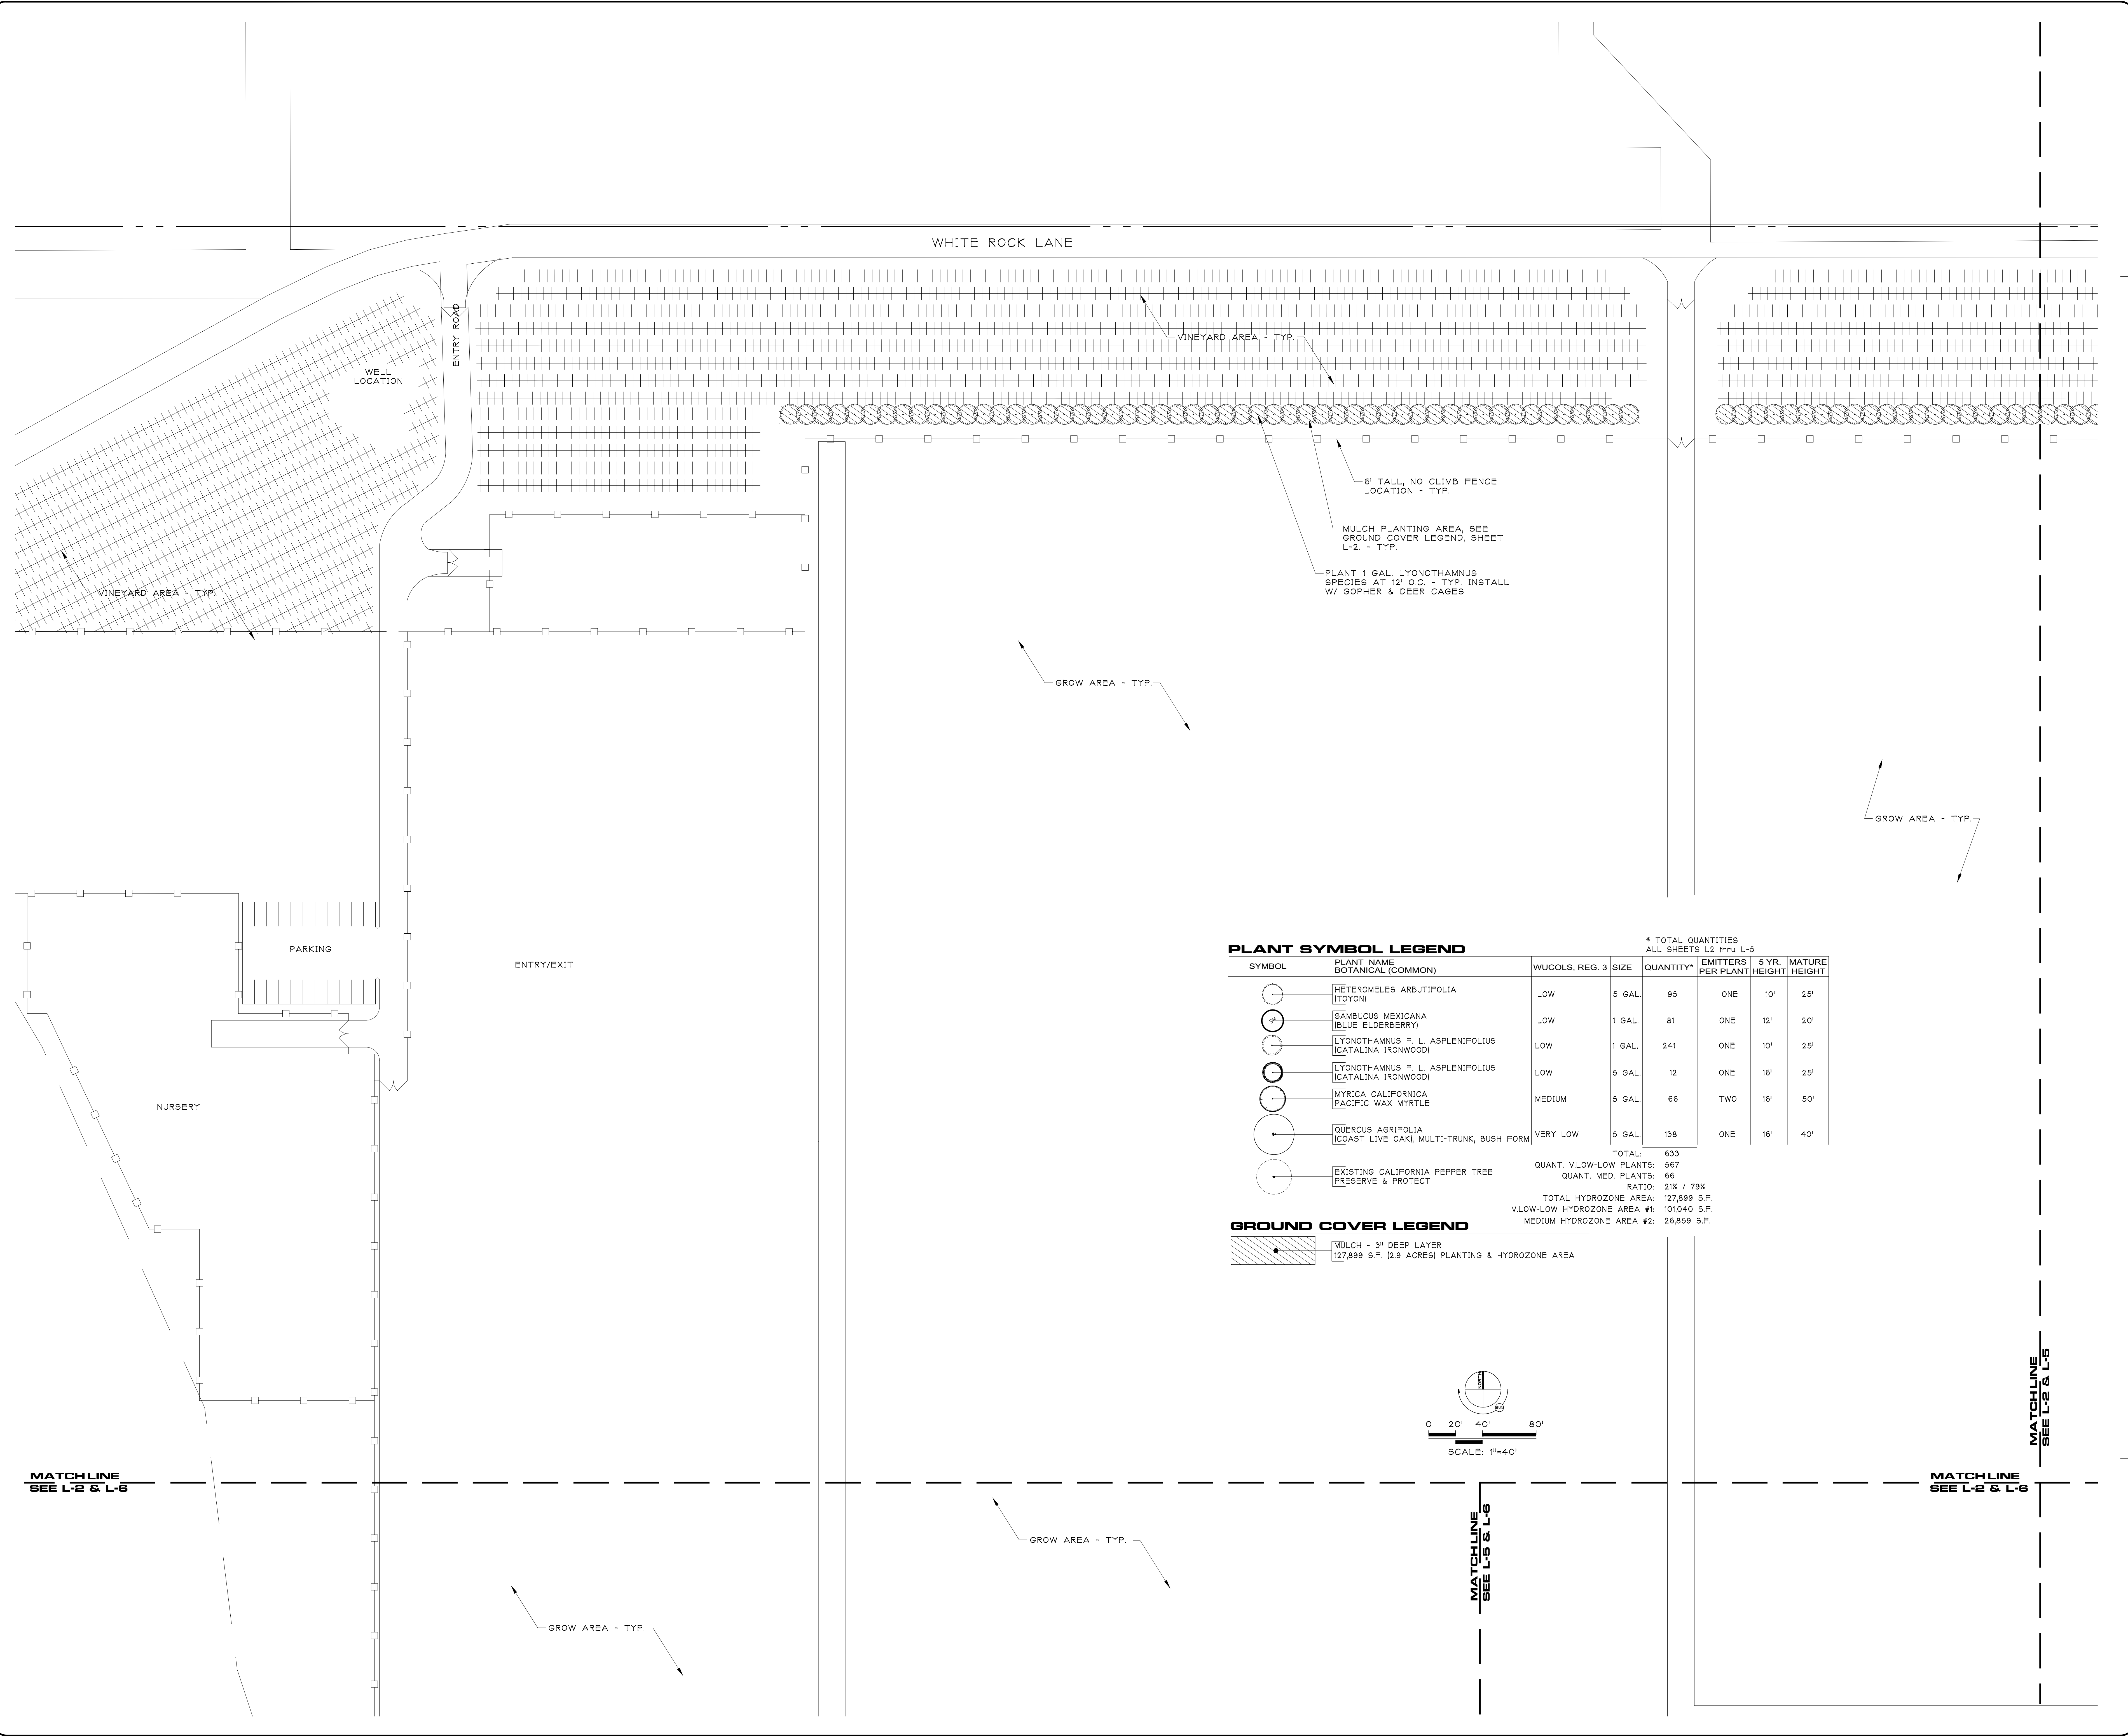 WHITE ROCK LANE
ENTRY ROAD
VINEYARD AREA - TYP.
WELL
LOCATION
6' TALL, NO CLIMB FENCE
LOCATION - TYP.
MULCH PLANTING AREA, SEE
GROUND COVER LEGEND, SHEET
L-2. - TYP.
PLANT 1 GAL. LYONOTHAMNUS
SPECIES AT 12' O.C. - TYP. INSTALL
W/ GOPHER & DEER CAGES
VINEYARD AREA - TYP.
GROW AREA - TYP.
GROW AREA - TYP.
PARKING
ENTRY/EXIT
NURSERY
PLANT SYMBOL LEGEND
* TOTAL QUANTITIES
ALL SHEETS L2 thru L-5
SYMBOL PLANT NAME BOTANICAL (COMMON) WUCOLS, REG. 3 SIZE QUANTITY* EMITTERS PER PLANT 5 YR. HEIGHT MATURE HEIGHT
HETEROMELES ARBUTIFOLIA
(TOYON) LOW 5 GAL. 95 ONE 10' 25'
SM
SAMBUCUS MEXICANA
(BLUE ELDERBERRY) LOW 1 GAL. 81 ONE 12' 20'
LYONOTHAMNUS F. L. ASPLENIFOLIUS
(CATALINA IRONWOOD) LOW 1 GAL. 241 ONE 10' 25'
LYONOTHAMNUS F. L. ASPLENIFOLIUS
(CATALINA IRONWOOD) LOW 5 GAL. 12 ONE 16' 25'
MYRICA CALIFORNICA
PACIFIC WAX MYRTLE MEDIUM 5 GAL. 66 TWO 16' 50'
QUERCUS AGRIFOLIA
(COAST LIVE OAK), MULTI-TRUNK, BUSH FORM VERY LOW 5 GAL. 138 ONE 16' 40'
EXISTING CALIFORNIA PEPPER TREE
PRESERVE & PROTECT
TOTAL: 633
QUANT. V.LOW-LOW PLANTS: 567
QUANT. MED. PLANTS: 66
RATIO: 21% / 79%
TOTAL HYDROZONE AREA: 127,899 S.F.
V.LOW-LOW HYDROZONE AREA #1: 101,040 S.F.
MEDIUM HYDROZONE AREA #2: 26,859 S.F.
GROUND COVER LEGEND
MULCH - 3" DEEP LAYER
127,899 S.F. (2.9 ACRES) PLANTING & HYDROZONE AREA
NORTH
SUN
0 20' 40' 80'
SCALE: 1"=40'
MATCHLINE
SEE L-2 & L-5
MATCHLINE
SEE L-2 & L-6
MATCHLINE
SEE L-2 & L-6
MATCHLINE
SEE L-5 & L-6
GROW AREA - TYP.
GROW AREA - TYP.